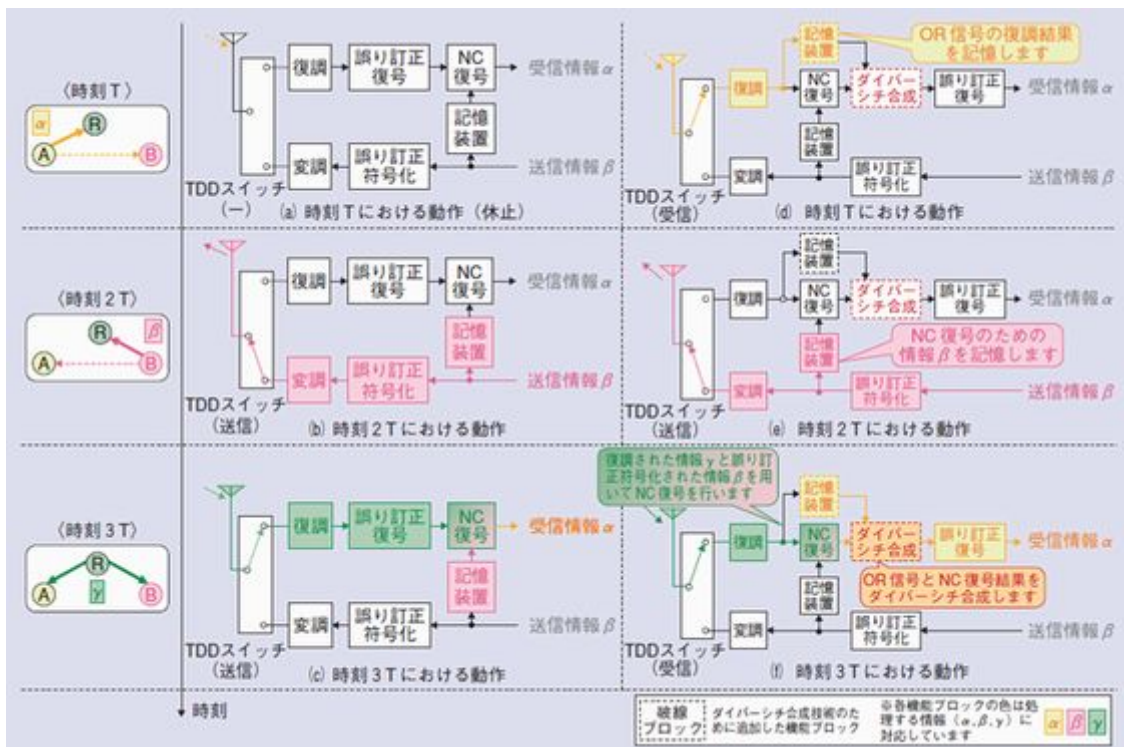 〈時刻T〉
α
R
A
B
復調
誤り訂正
復号
NC
復号
受信情報α
記憶
装置
変調
誤り訂正
符号化
送信情報β
TDDスイッチ
(ー)
(a) 時刻Tにおける動作（休止）
記憶
装置
OR信号の復調結果
を記憶します
復調
NC
復号
ダイバー
シチ合成
誤り訂正
復号
受信情報α
記憶
装置
変調
誤り訂正
符号化
送信情報β
TDDスイッチ
(受信)
(d) 時刻Tにおける動作
〈時刻2T〉
R
β
A
B
復調
誤り訂正
復号
NC
復号
受信情報α
記憶
装置
変調
誤り訂正
符号化
送信情報β
TDDスイッチ
(送信)
(b) 時刻2Tにおける動作
記憶
装置
復調
NC
復号
ダイバー
シチ合成
誤り訂正
復号
受信情報α
記憶
装置
NC復号のための
情報βを記憶します
変調
誤り訂正
符号化
送信情報β
TDDスイッチ
(送信)
(e) 時刻2Tにおける動作
〈時刻3T〉
R
A
γ
B
復調
誤り訂正
復号
NC
復号
受信情報α
記憶
装置
変調
誤り訂正
符号化
送信情報β
TDDスイッチ
(送信)
(c) 時刻3Tにおける動作
復調された情報γと誤り訂
正符号化された情報βを用
いてNC復号を行います
記憶
装置
復調
NC
復号
ダイバー
シチ合成
誤り訂正
復号
受信情報α
記憶
装置
OR信号とNC復号結果を
ダイバーシチ合成します
変調
誤り訂正
符号化
送信情報β
TDDスイッチ
(受信)
(f) 時刻3Tにおける動作
時刻
破線
ブロック
ダイバーシチ合成技術のた
めに追加した機能ブロック
※各機能ブロックの色は処
理する情報（α,β,γ）に
対応しています
α
β
γ